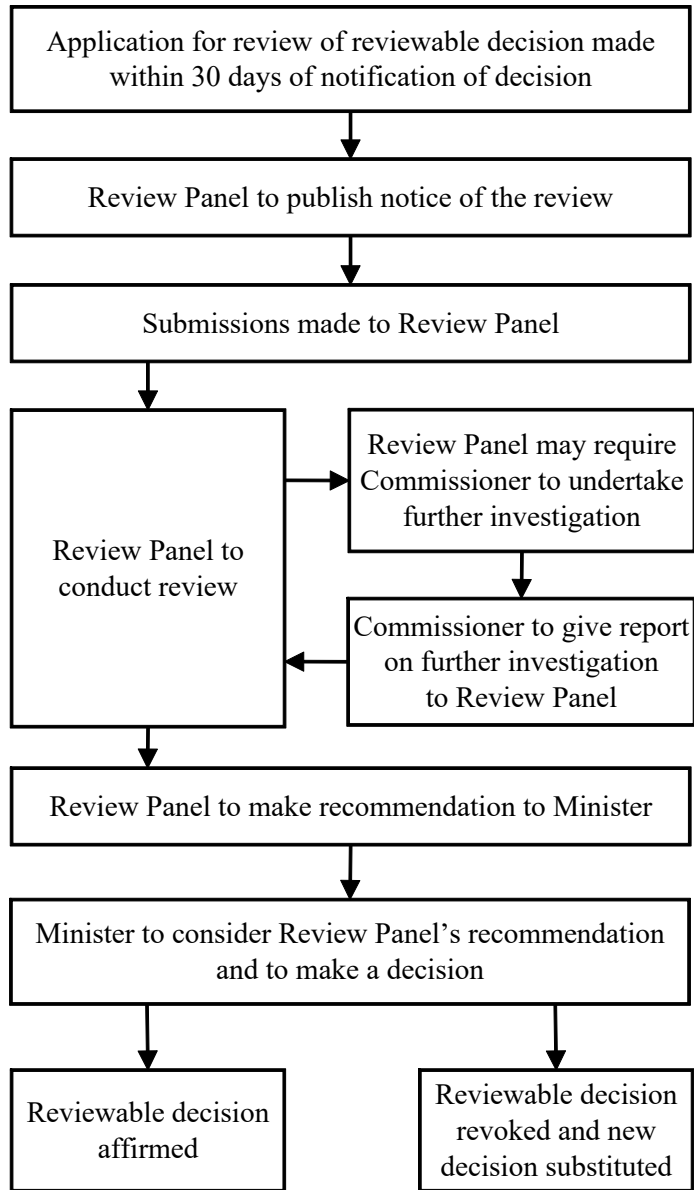 Application for review of reviewable decision made
within 30 days of notification of decision
Review Panel to publish notice of the review
Submissions made to Review Panel
Review Panel to
conduct review
Review Panel may require
Commissioner to undertake
further investigation
Commissioner to give report
on further investigation
to Review Panel
Review Panel to make recommendation to Minister
Minister to consider Review Panel’s recommendation
and to make a decision
Reviewable decision
affirmed
Reviewable decision
revoked and new
decision substituted